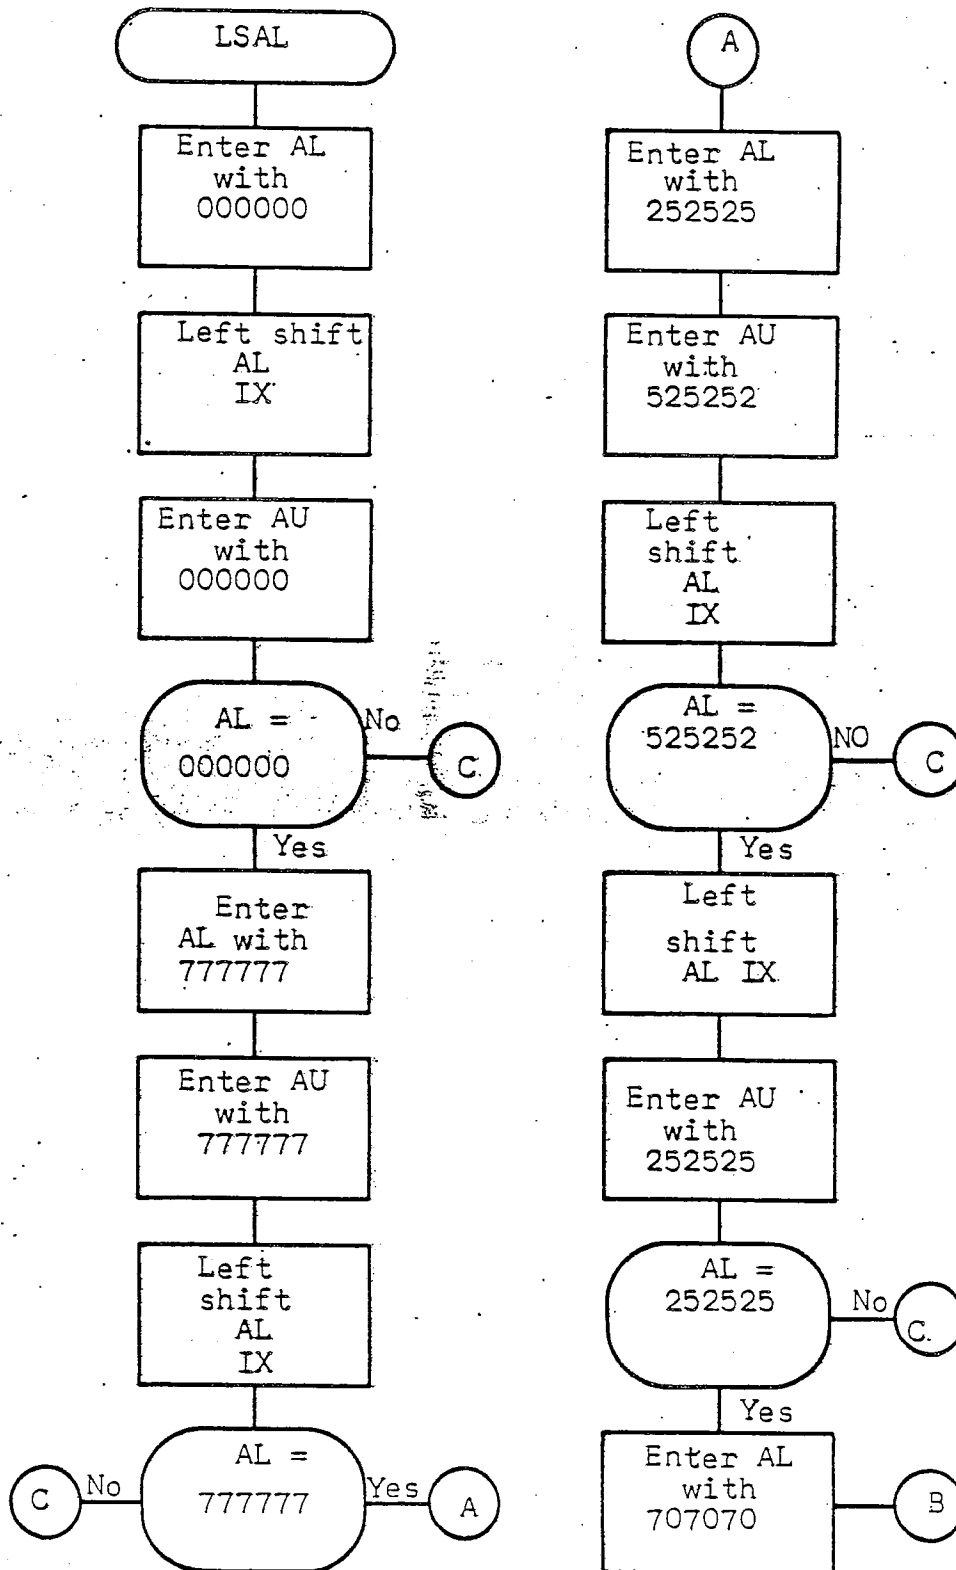 LSAL
Enter AL
with
000000
Left shift
AL
IX
Enter AU
with
000000
AL =
000000
No
C
Yes
Enter
AL with
777777
Enter AU
with
777777
Left
shift
AL
IX
AL =
777777
No
C
Yes
A
A
Enter AL
with
252525
Enter AU
with
525252
Left
shift
AL
IX
AL =
525252
NO
C
Yes
Left
shift
AL IX
Enter AU
with
252525
AL =
252525
No
C
Yes
Enter AL
with
707070
B